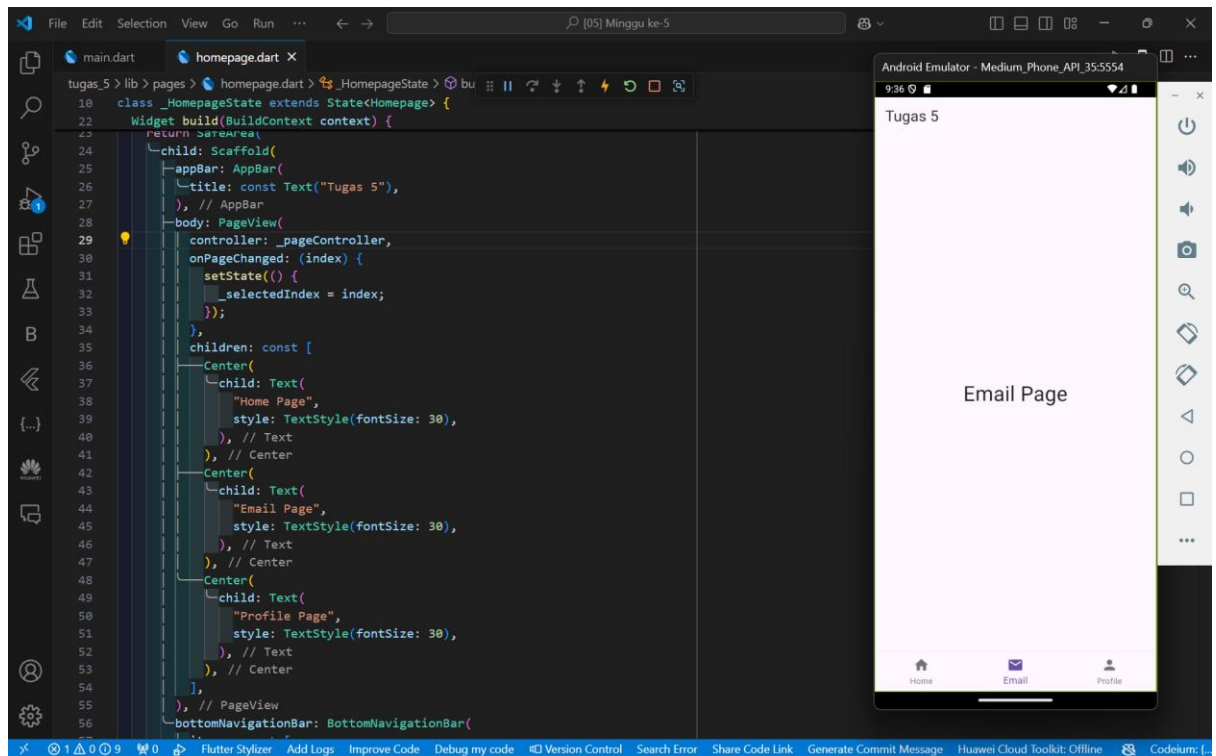 File Edit Selection View Go Run ··· [05] Minggu ke-5
main.dart homepage.dart
tugas_5 > lib > pages > homepage.dart > _HomepageState > bu
10 class _HomepageState extends State<Homepage> {
22 Widget build(BuildContext context) {
23 return SafeArea(
24 child: Scaffold(
25 appBar: AppBar(
26 title: const Text("Tugas 5"),
27 ), // AppBar
28 body: PageView(
29 controller: _pageController,
30 onPageChanged: (index) {
31 setState(() {
32 _selectedIndex = index;
33 });
34 },
35 children: const [
36 Center(
37 child: Text(
38 "Home Page",
39 style: TextStyle(fontSize: 30),
40 ), // Text
41 ), // Center
42 Center(
43 child: Text(
44 "Email Page",
45 style: TextStyle(fontSize: 30),
46 ), // Text
47 ), // Center
48 Center(
49 child: Text(
50 "Profile Page",
51 style: TextStyle(fontSize: 30),
52 ), // Text
53 ), // Center
54 ],
55 ), // PageView
56 bottomNavigationBar: BottomNavigationBar(
Android Emulator - Medium_Phone_API_35:5554
9:36
Tugas 5
Email Page
Home Email Profile
B
{...}
HUAWEI
1
1 0 9 0 Flutter Stylizer Add Logs Improve Code Debug my code Version Control Search Error Share Code Link Generate Commit Message Huawei Cloud Toolkit: Offline Codeium: {...